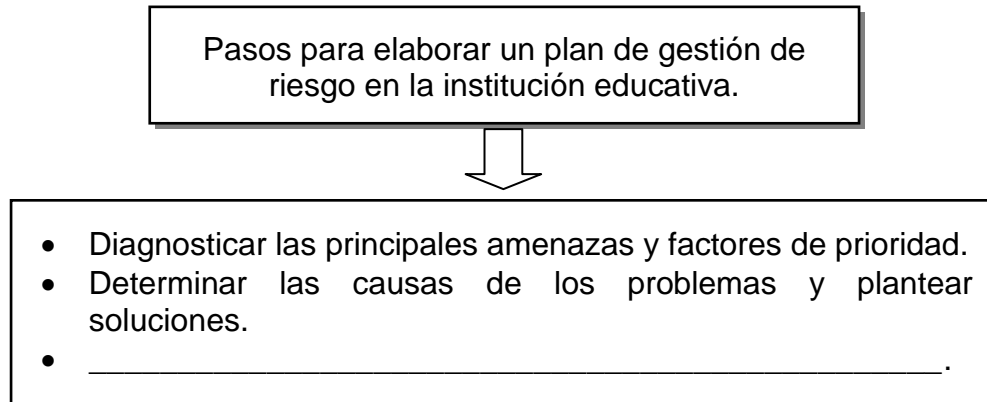 Pasos para elaborar un plan de gestión de
riesgo en la institución educativa.
• Diagnosticar las principales amenazas y factores de prioridad.
• Determinar las causas de los problemas y plantear
soluciones.
• ________________________________________________.